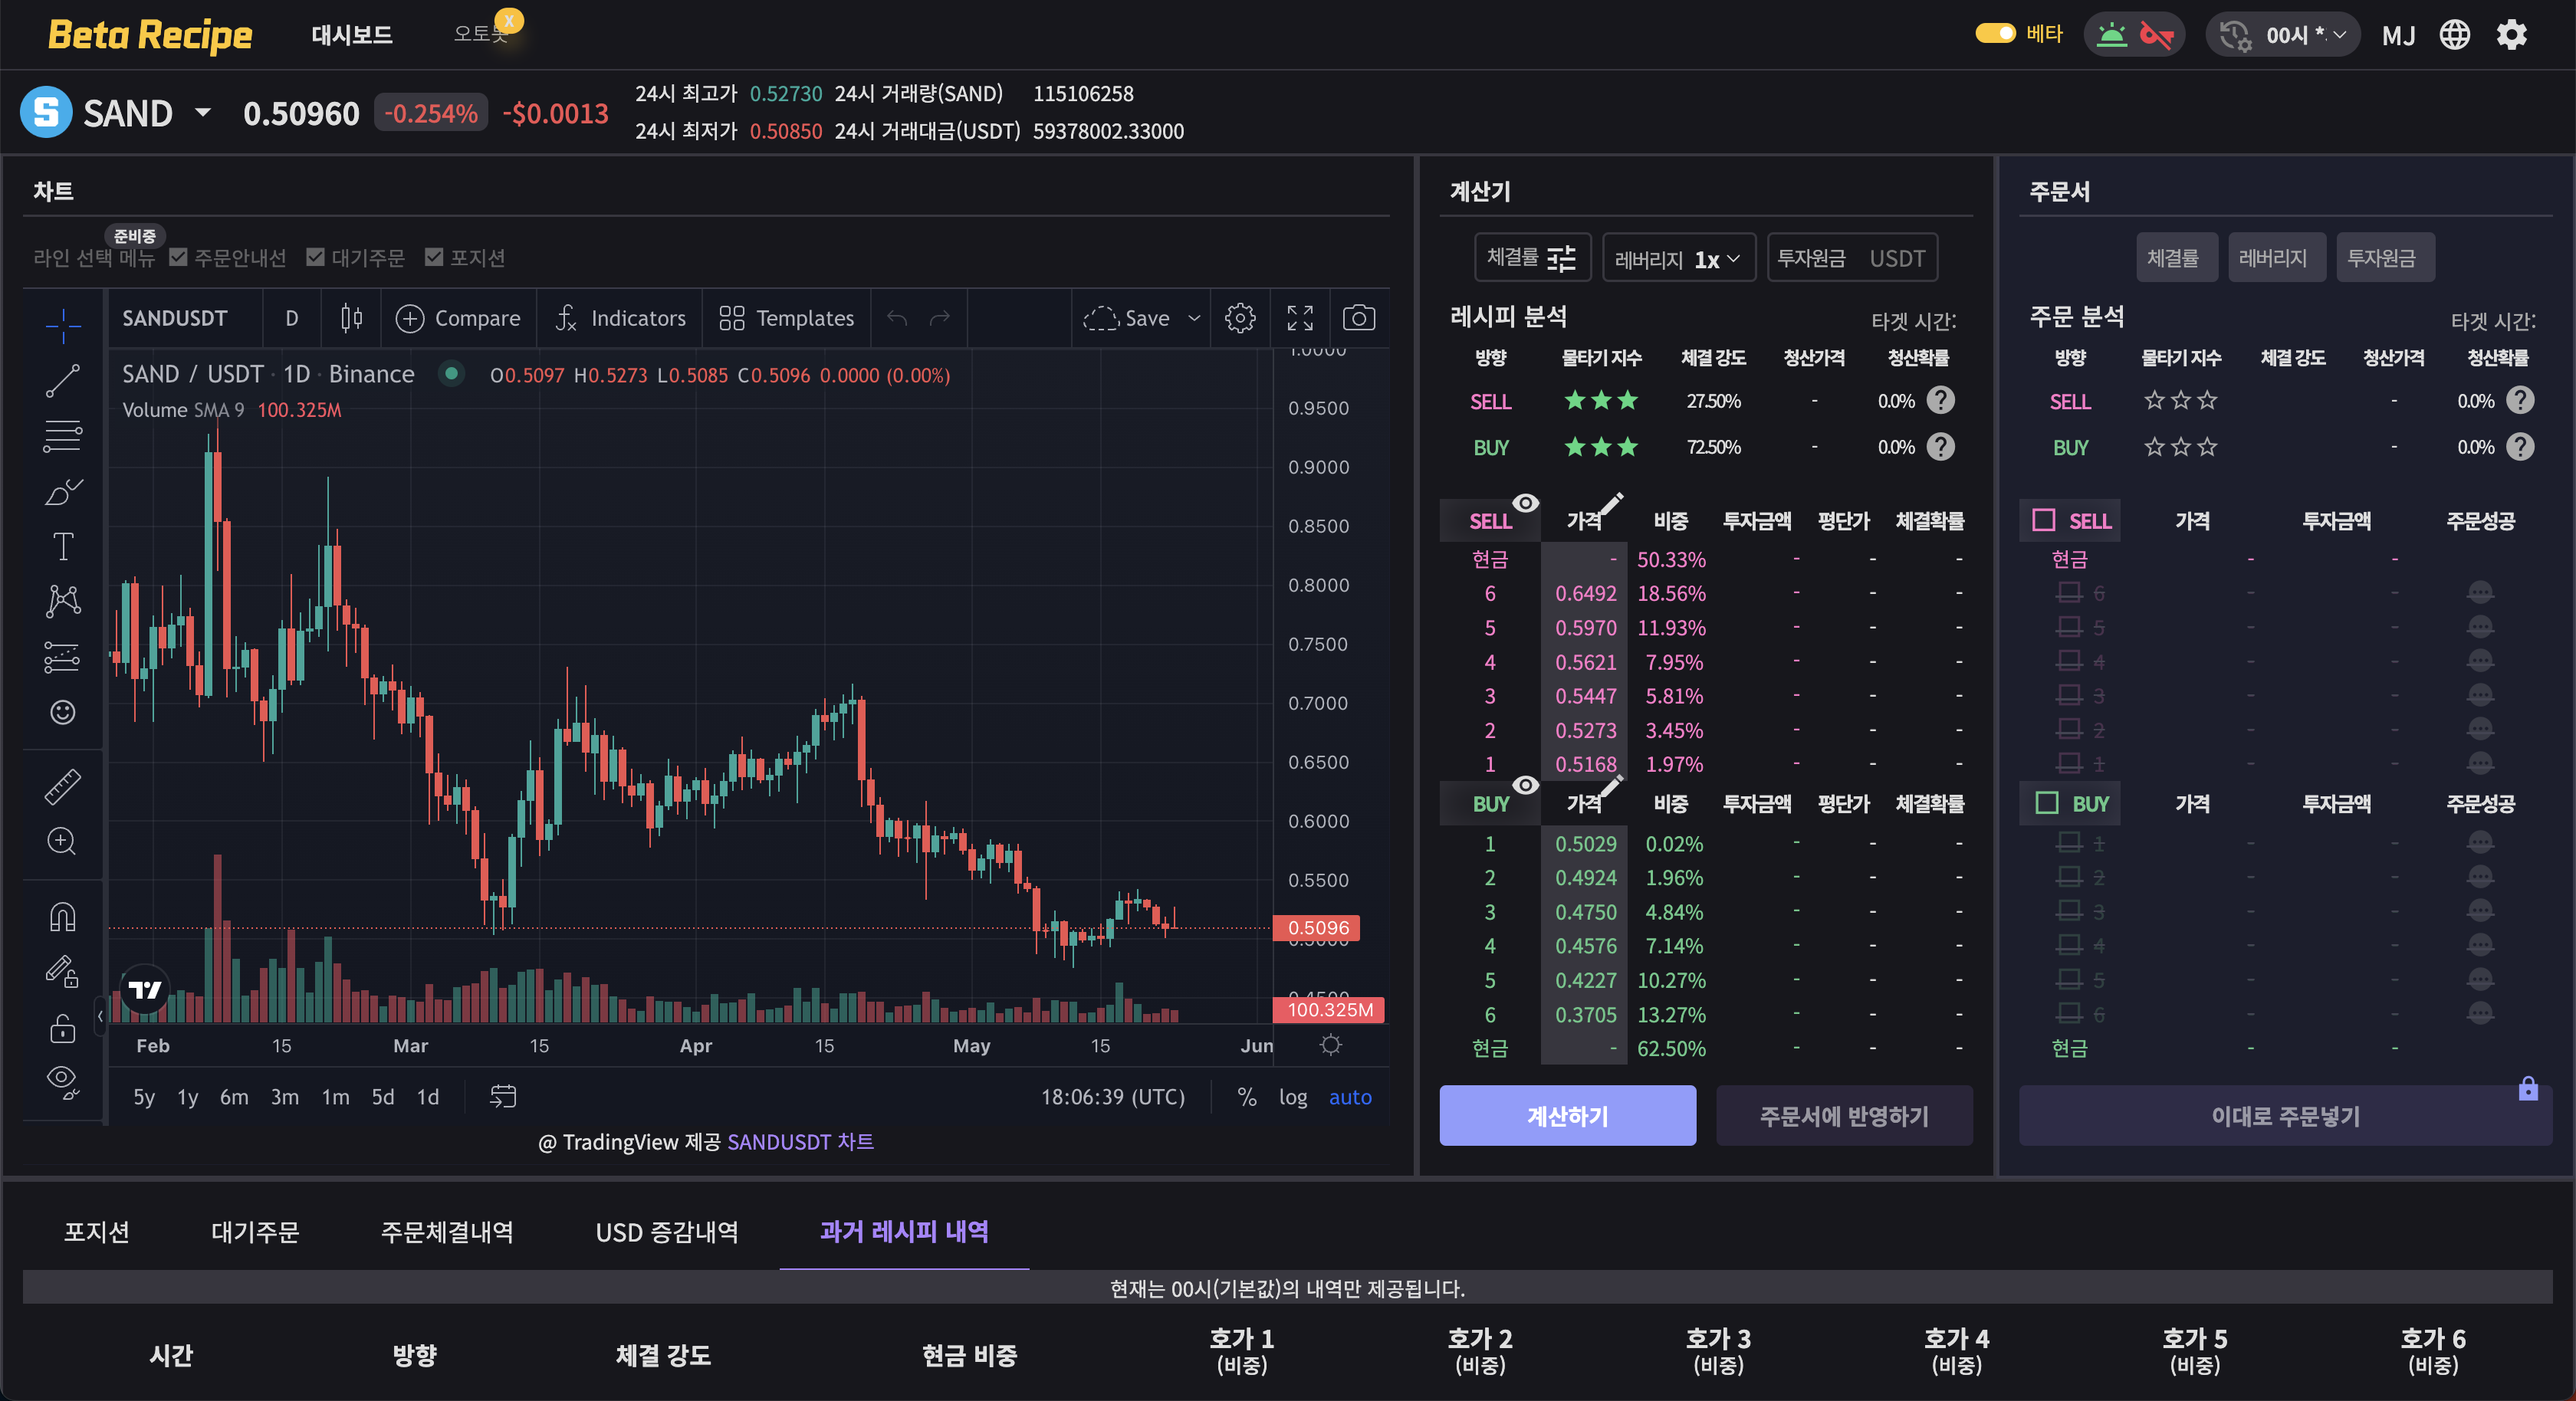 Beta Recipe 대시보드 오토봇 X 베타 00시 *. MJ
SAND 0.50960 -0.254% -$0.0013
24시 최고가 0.52730 24시 거래량(SAND) 115106258
24시 최저가 0.50850 24시 거래대금(USDT) 59378002.33000
차트
준비중
라인 선택 메뉴 주문안내선 대기주문 포지션
SANDUSDT D Compare Indicators Templates Save
SAND / USDT · 1D · Binance O0.5097 H0.5273 L0.5085 C0.5096 0.0000 (0.00%)
Volume SMA 9 100.325M
1.0000
0.9500
0.9000
0.8500
0.8000
0.7500
0.7000
0.6500
0.6000
0.5500
0.5096
0.5000
0.4500
100.325M
Feb 15 Mar 15 Apr 15 May 15 Jun
5y 1y 6m 3m 1m 5d 1d 18:06:39 (UTC) % log auto
@ TradingView 제공 SANDUSDT 차트
계산기
체결률 레버리지 1x 투자원금 USDT
레시피 분석 타겟 시간:
방향 물타기 지수 체결 강도 청산가격 청산확률
SELL ★★★ 27.50% - 0.0% ?
BUY ★★★ 72.50% - 0.0% ?
SELL 가격 비중 투자금액 평단가 체결확률
현금 - 50.33% - - -
6 0.6492 18.56% - - -
5 0.5970 11.93% - - -
4 0.5621 7.95% - - -
3 0.5447 5.81% - - -
2 0.5273 3.45% - - -
1 0.5168 1.97% - - -
BUY 가격 비중 투자금액 평단가 체결확률
1 0.5029 0.02% - - -
2 0.4924 1.96% - - -
3 0.4750 4.84% - - -
4 0.4576 7.14% - - -
5 0.4227 10.27% - - -
6 0.3705 13.27% - - -
현금 - 62.50% - - -
계산하기 주문서에 반영하기
주문서
체결률 레버리지 투자원금
주문 분석 타겟 시간:
방향 물타기 지수 체결 강도 청산가격 청산확률
SELL ☆☆☆ - 0.0% ?
BUY ☆☆☆ - 0.0% ?
SELL 가격 투자금액 주문성공
현금 - -
6 - -
5 - -
4 - -
3 - -
2 - -
1 - -
BUY 가격 투자금액 주문성공
1 - -
2 - -
3 - -
4 - -
5 - -
6 - -
현금 - -
이대로 주문넣기
포지션 대기주문 주문체결내역 USD 증감내역 과거 레시피 내역
현재는 00시(기본값)의 내역만 제공됩니다.
시간 방향 체결 강도 현금 비중 호가 1 호가 2 호가 3 호가 4 호가 5 호가 6
(비중) (비중) (비중) (비중) (비중) (비중)